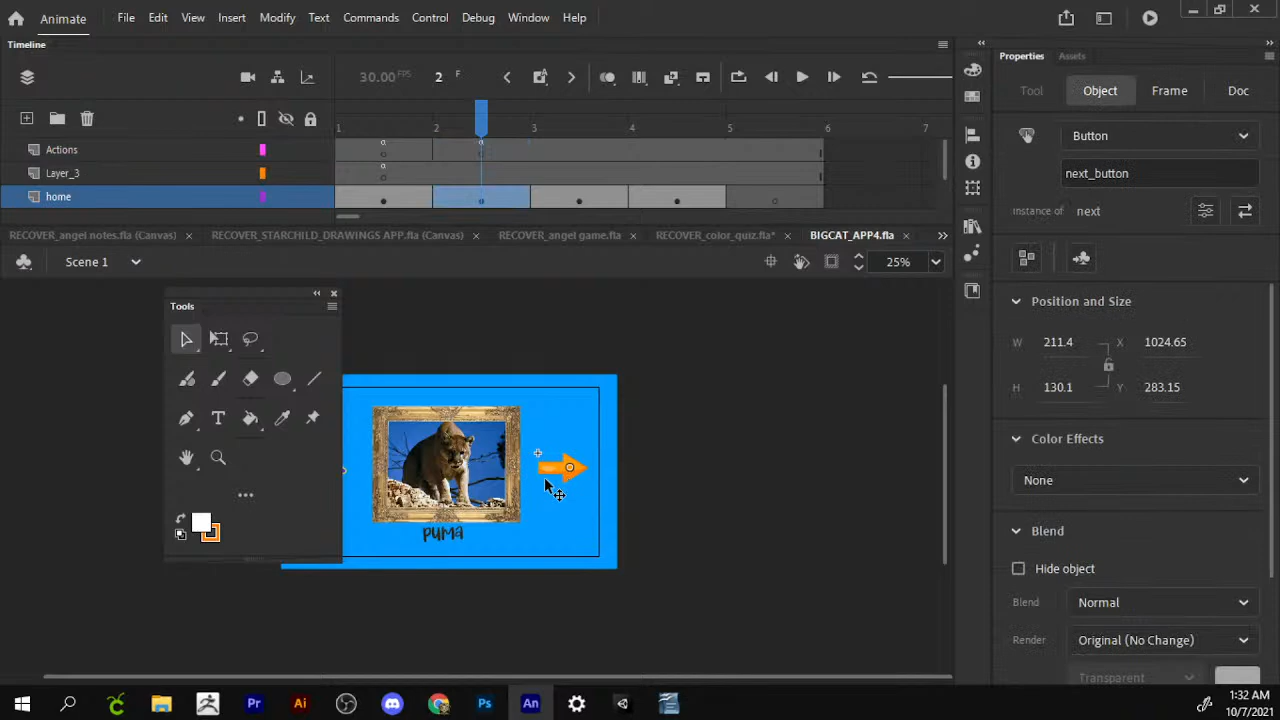 Animate File Edit View Insert Modify Text Commands Control Debug Window Help
Timeline
30.00 FPS 2 F
1 2 3 4 5 6 7
Actions
Layer_3
home
RECOVER_angel notes.fla (Canvas) × RECOVER_STARCHILD_DRAWINGS APP.fla (Canvas) × RECOVER_angel game.fla × RECOVER_color_quiz.fla* × BIGCAT_APP4.fla ×
Scene 1 25%
Tools
puma
Properties Assets
Tool Object Frame Doc
Button
next_button
Instance of next
Position and Size
W 211.4 X 1024.65
H 130.1 Y 283.15
Color Effects
None
Blend
Hide object
Blend Normal
Render Original (No Change)
Transparent
Pr Ai Ps An
1:32 AM
10/7/2021